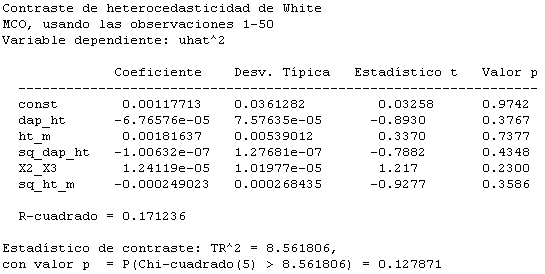 Contraste de heterocedasticidad de White
MCO, usando las observaciones 1-50
Variable dependiente: uhat^2
Coeficiente Desv. Típica Estadístico t Valor p
---------------------------------------------------------------
const 0.00117713 0.0361282 0.03258 0.9742
dap_ht -6.76576e-05 7.57635e-05 -0.8930 0.3767
ht_m 0.00181637 0.00539012 0.3370 0.7377
sq_dap_ht -1.00632e-07 1.27681e-07 -0.7882 0.4348
X2_X3 1.24119e-05 1.01977e-05 1.217 0.2300
sq_ht_m -0.000249023 0.000268435 -0.9277 0.3586
R-cuadrado = 0.171236
Estadístico de contraste: TR^2 = 8.561806,
con valor p = P(Chi-cuadrado(5) > 8.561806) = 0.127871